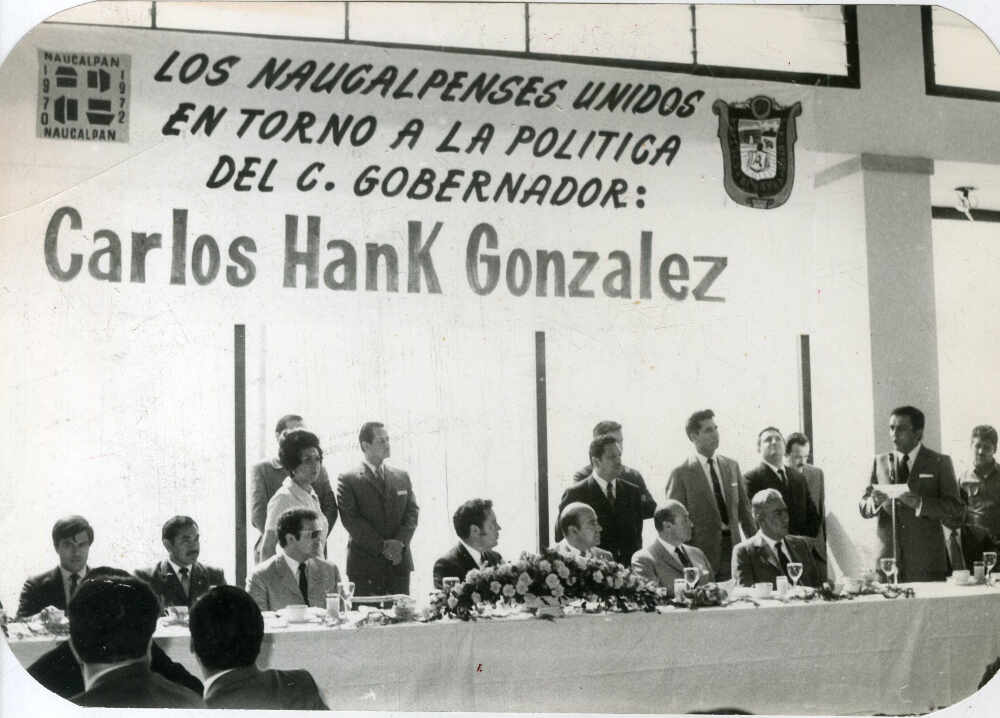 NAUCALPAN
1970
1972
NAUCALPAN
LOS NAUCALPENSES UNIDOS
EN TORNO A LA POLITICA
DEL C. GOBERNADOR:
Carlos HanK Gonzalez